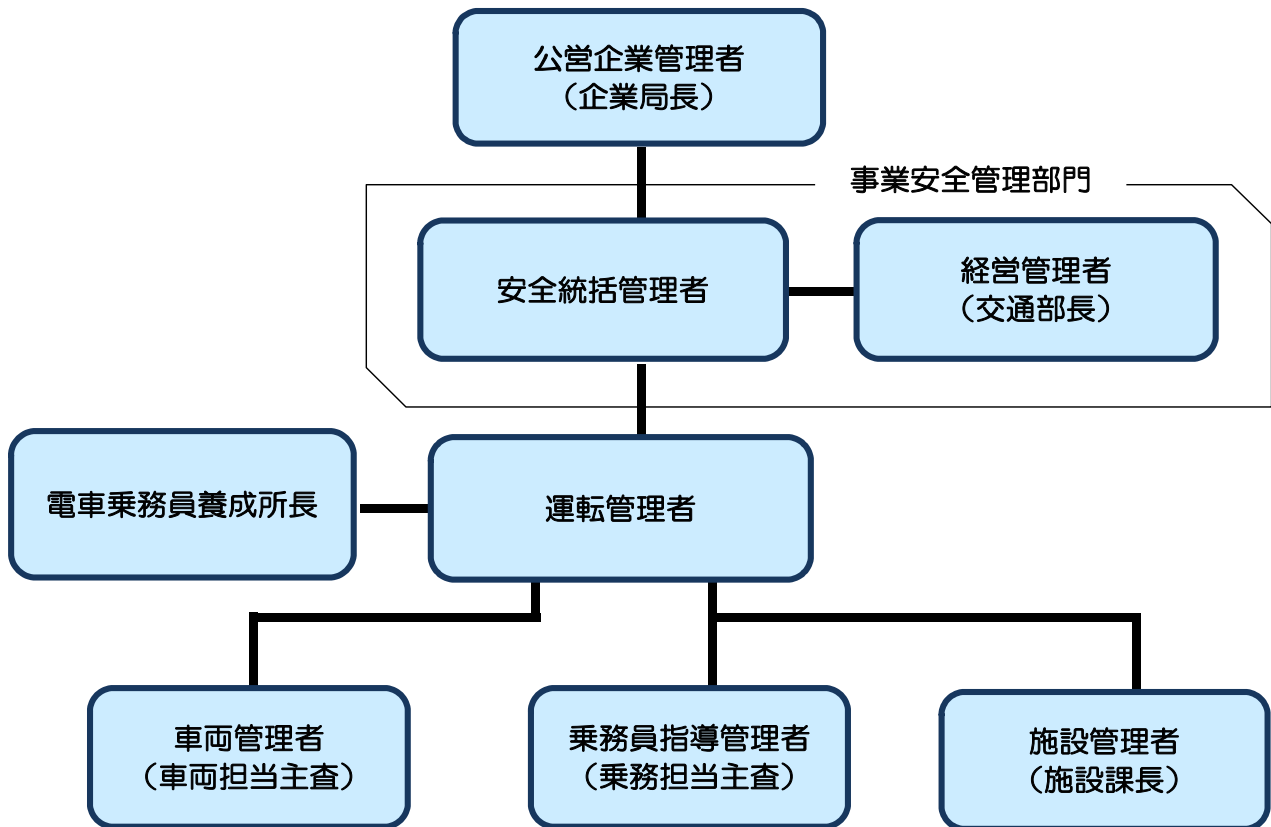 公営企業管理者
（企業局長）
事業安全管理部門
安全統括管理者
経営管理者
（交通部長）
電車乗務員養成所長
運転管理者
車両管理者
（車両担当主査）
乗務員指導管理者
（乗務担当主査）
施設管理者
（施設課長）